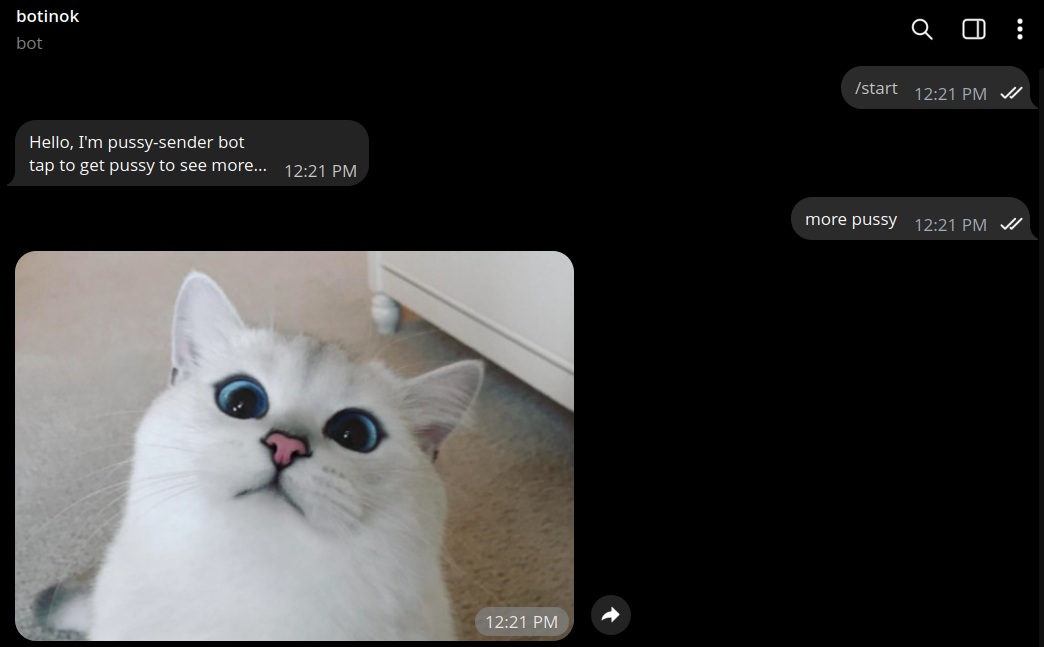 botinok
bot
/start 12:21 PM
Hello, I'm pussy-sender bot
tap to get pussy to see more... 12:21 PM
more pussy 12:21 PM
12:21 PM